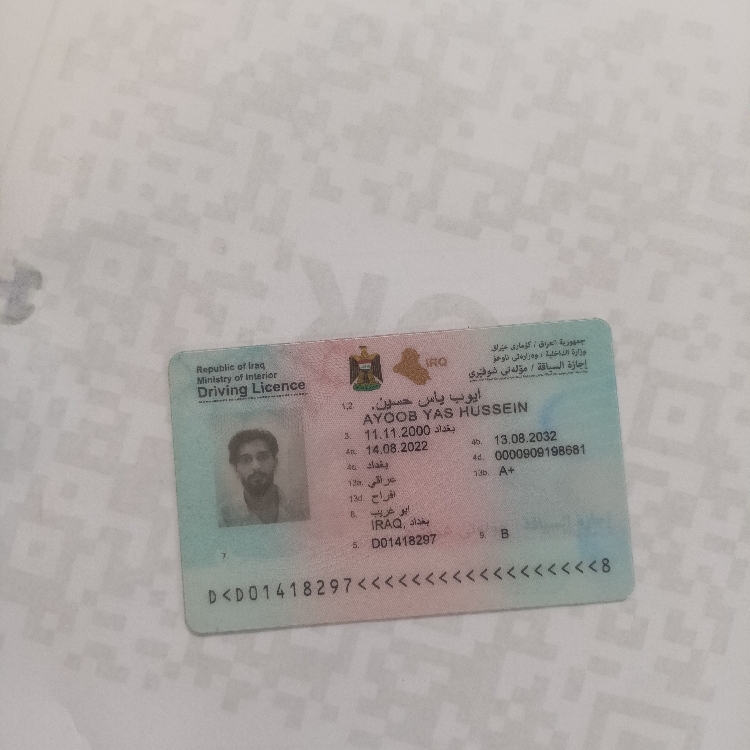 Republic of Iraq
Ministry of Interior
Driving Licence
IRQ
جمهورية العراق / كۆماری عێراق
وزارة الداخلية / وەزارەتی ناوخۆ
إجازة السياقة / مۆڵەتی شوفێری
1,2. ايوب ياس حسين
AYOOB YAS HUSSEIN
3. 11.11.2000 بغداد
4a. 14.08.2022 4b. 13.08.2032
4c. بغداد 4d. 0000909198681
12a. عراقي 13b. A+
13d. افراح
8. ابو غريب
IRAQ, بغداد
5. D01418297 9. B
7
D<D01418297<<<<<<<<<<<<<<<<<<8